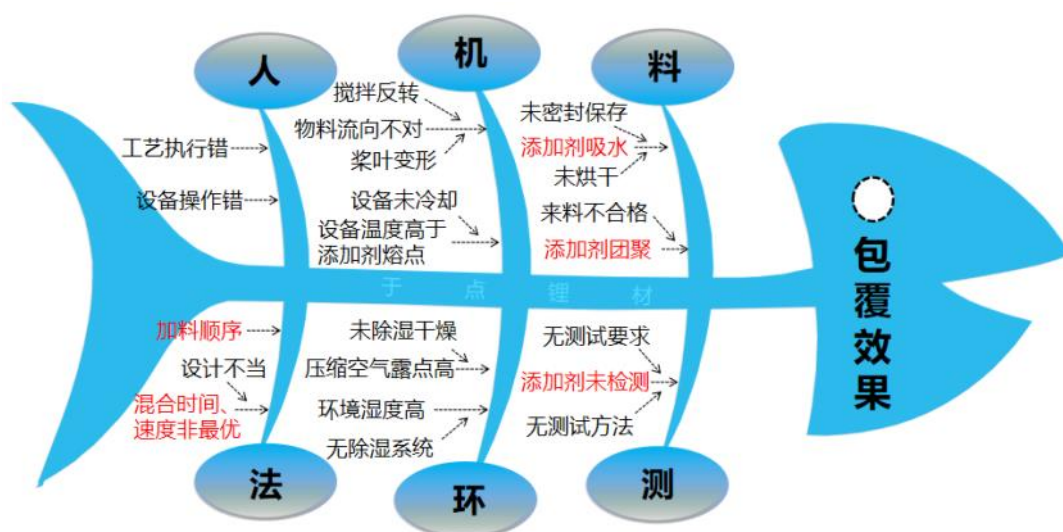 人
机
料
搅拌反转
物料流向不对
桨叶变形
未密封保存
添加剂吸水
未烘干
工艺执行错
设备操作错
设备未冷却
设备温度高于
添加剂熔点
来料不合格
添加剂团聚
于点锂材
包覆效果
加料顺序
设计不当
混合时间、
速度非最优
未除湿干燥
压缩空气露点高
环境湿度高
无除湿系统
无测试要求
添加剂未检测
无测试方法
法
环
测